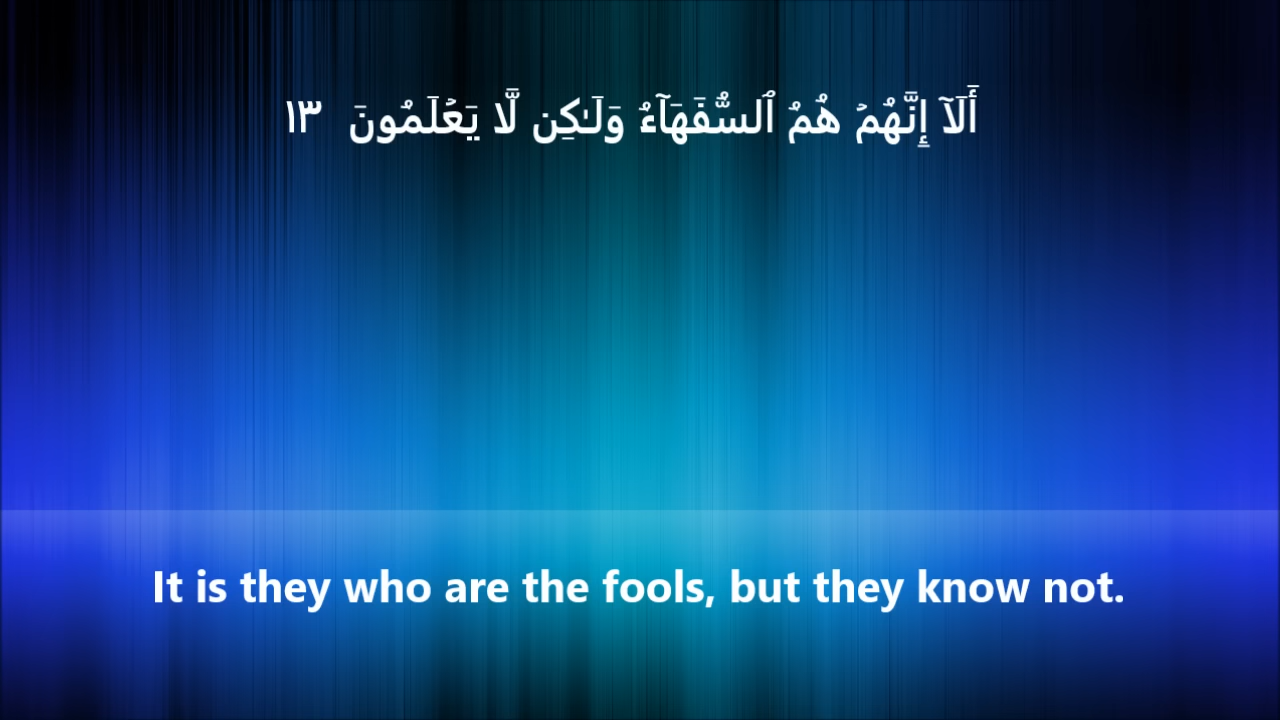 أَلَآ إِنَّهُمۡ هُمُ ٱلسُّفَهَآءُ وَلَـٰكِن لَّا يَعۡلَمُونَ ١٣
It is they who are the fools, but they know not.